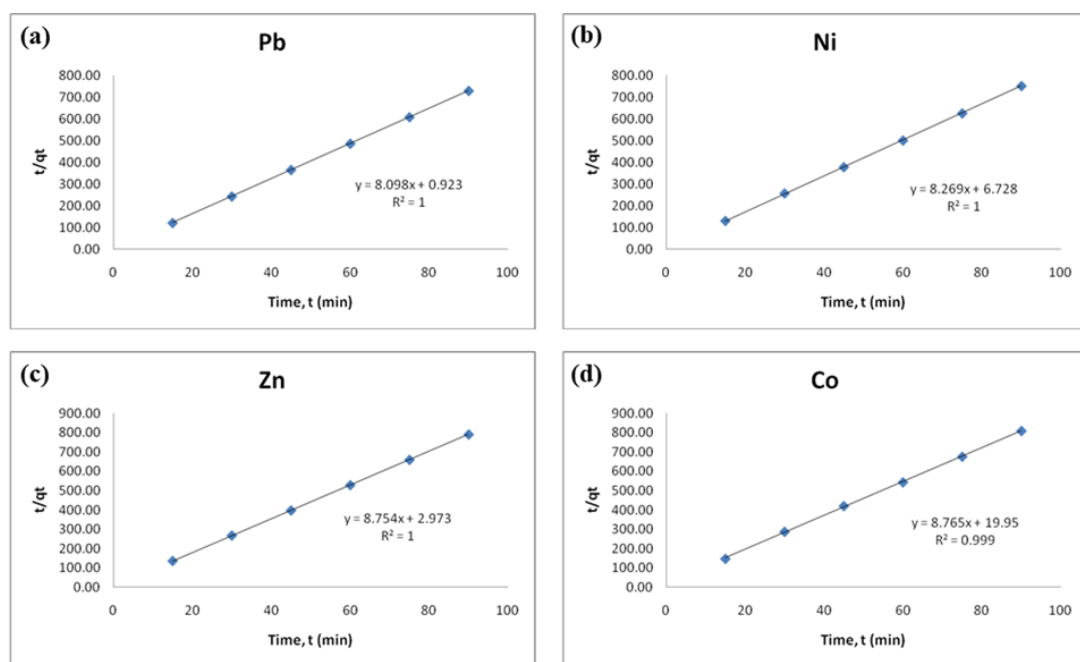 (a)
Pb
800.00
700.00
600.00
500.00
400.00
300.00
200.00
100.00
0.00
t/qt
y = 8.098x + 0.923
R² = 1
0 20 40 60 80 100
Time, t (min)
(b)
Ni
800.00
700.00
600.00
500.00
400.00
300.00
200.00
100.00
0.00
t/qt
y = 8.269x + 6.728
R² = 1
0 20 40 60 80 100
Time, t (min)
(c)
Zn
900.00
800.00
700.00
600.00
500.00
400.00
300.00
200.00
100.00
0.00
t/qt
y = 8.754x + 2.973
R² = 1
0 20 40 60 80 100
Time, t (min)
(d)
Co
900.00
800.00
700.00
600.00
500.00
400.00
300.00
200.00
100.00
0.00
t/qt
y = 8.765x + 19.95
R² = 0.999
0 20 40 60 80 100
Time, t (min)